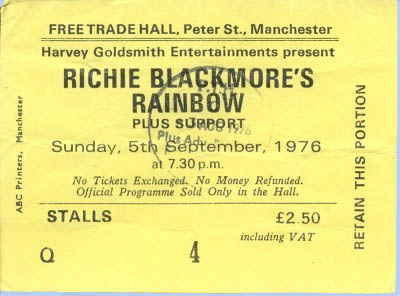 FREE TRADE HALL, Peter St., Manchester
Harvey Goldsmith Entertainments present
RICHIE BLACKMORE'S
RAINBOW
PLUS SUPPORT
Sunday, 5th September, 1976
at 7.30 p.m.
No Tickets Exchanged. No Money Refunded.
Official Programme Sold Only in the Hall.
STALLS £2.50
including VAT
Q 4
ABC Printers, Manchester
RETAIN THIS PORTION
AUG 1976